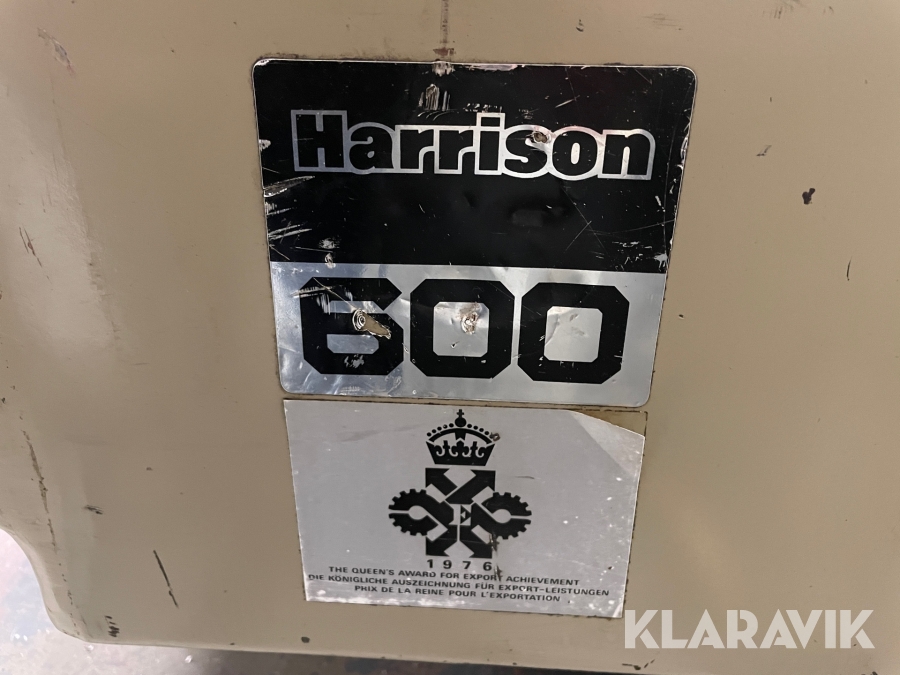 Harrison
600
E
1976
THE QUEEN'S AWARD FOR EXPORT ACHIEVEMENT
DIE KÖNIGLICHE AUSZEICHNUNG FÜR EXPORT-LEISTUNGEN
PRIX DE LA REINE POUR L'EXPORTATION
KLARAVIK